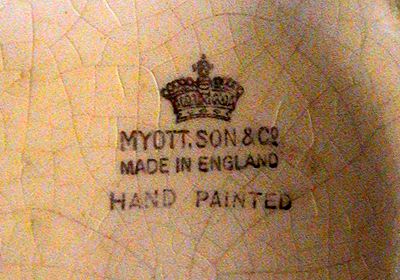 MYOTT, SON & Co
MADE IN ENGLAND
HAND PAINTED